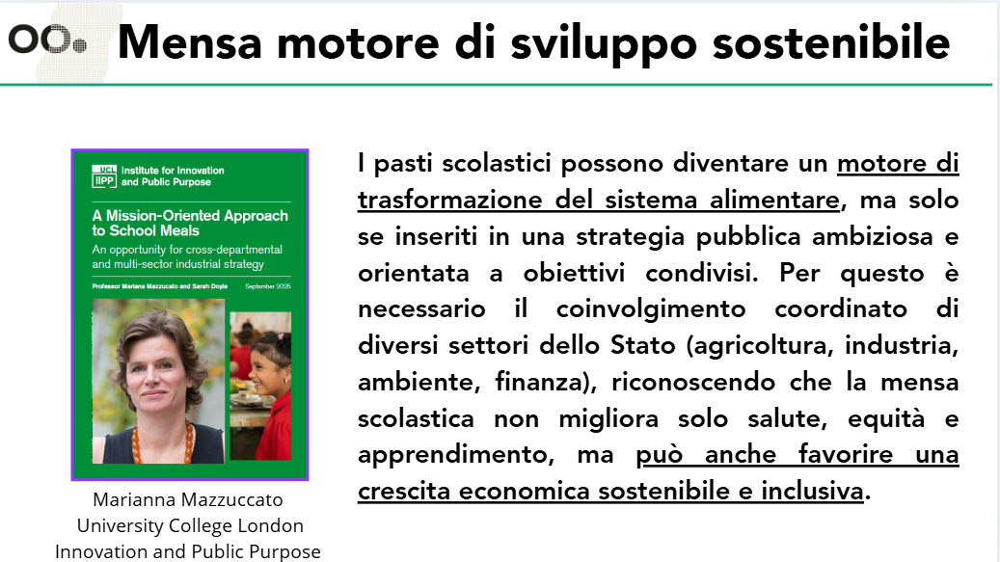 OO.
Mensa motore di sviluppo sostenibile
UCL
IIPP
Institute for Innovation
and Public Purpose
A Mission-Oriented Approach
to School Meals
An opportunity for cross-departmental
and multi-sector industrial strategy
Professor Mariana Mazzucato and Sarah Doyle
September 2025
Marianna Mazzuccato
University College London
Innovation and Public Purpose
I pasti scolastici possono diventare un motore di
trasformazione del sistema alimentare, ma solo
se inseriti in una strategia pubblica ambiziosa e
orientata a obiettivi condivisi. Per questo è
necessario il coinvolgimento coordinato di
diversi settori dello Stato (agricoltura, industria,
ambiente, finanza), riconoscendo che la mensa
scolastica non migliora solo salute, equità e
apprendimento, ma può anche favorire una
crescita economica sostenibile e inclusiva.